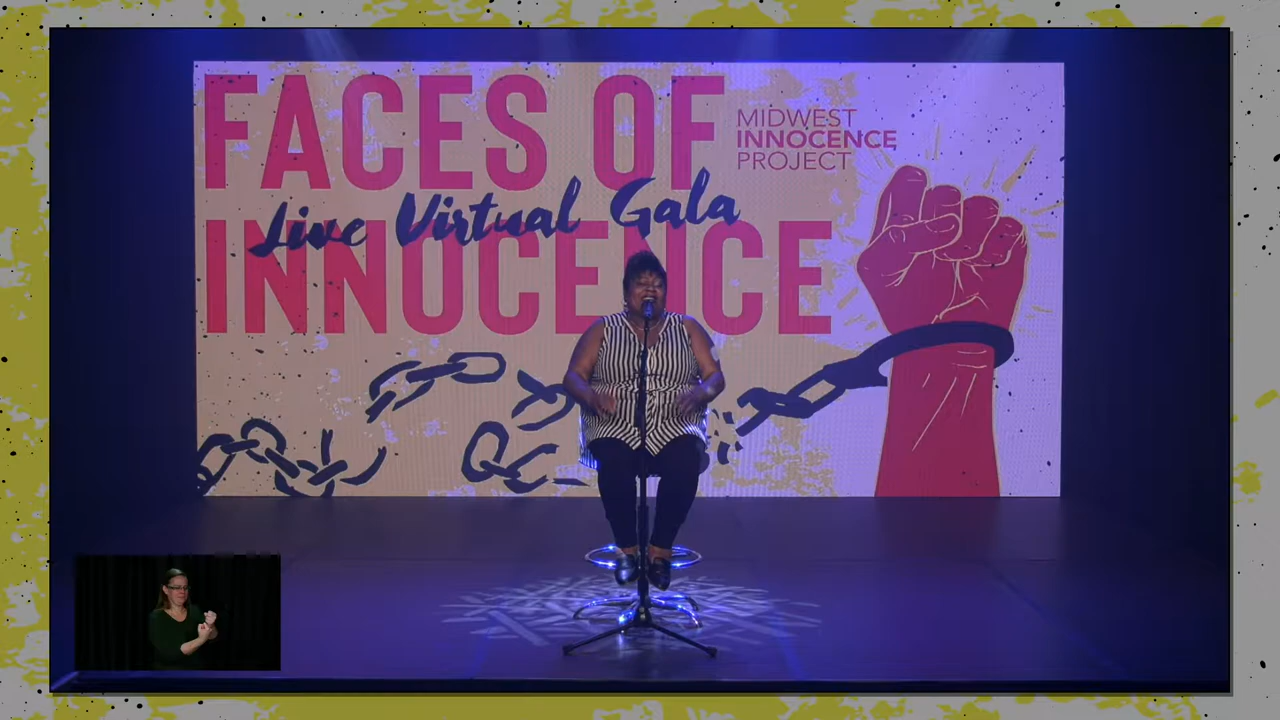 FACES OF
MIDWEST
INNOCENCE
PROJECT
Live Virtual Gala
INNOCENCE